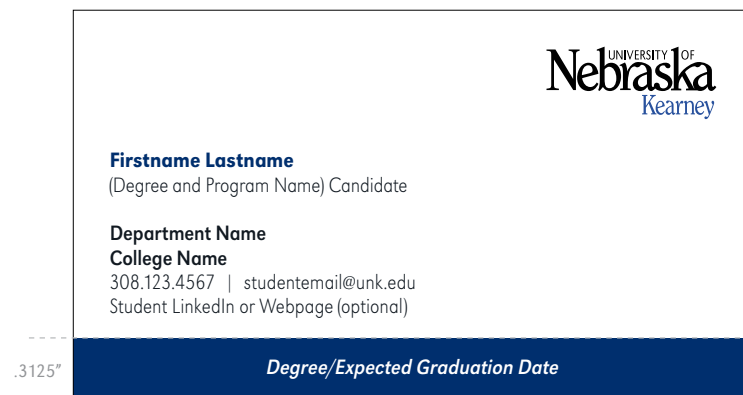 UNIVERSITY OF
Nebraska
Kearney
Firstname Lastname
(Degree and Program Name) Candidate
Department Name
College Name
308.123.4567 | studentemail@unk.edu
Student LinkedIn or Webpage (optional)
.3125"
Degree/Expected Graduation Date